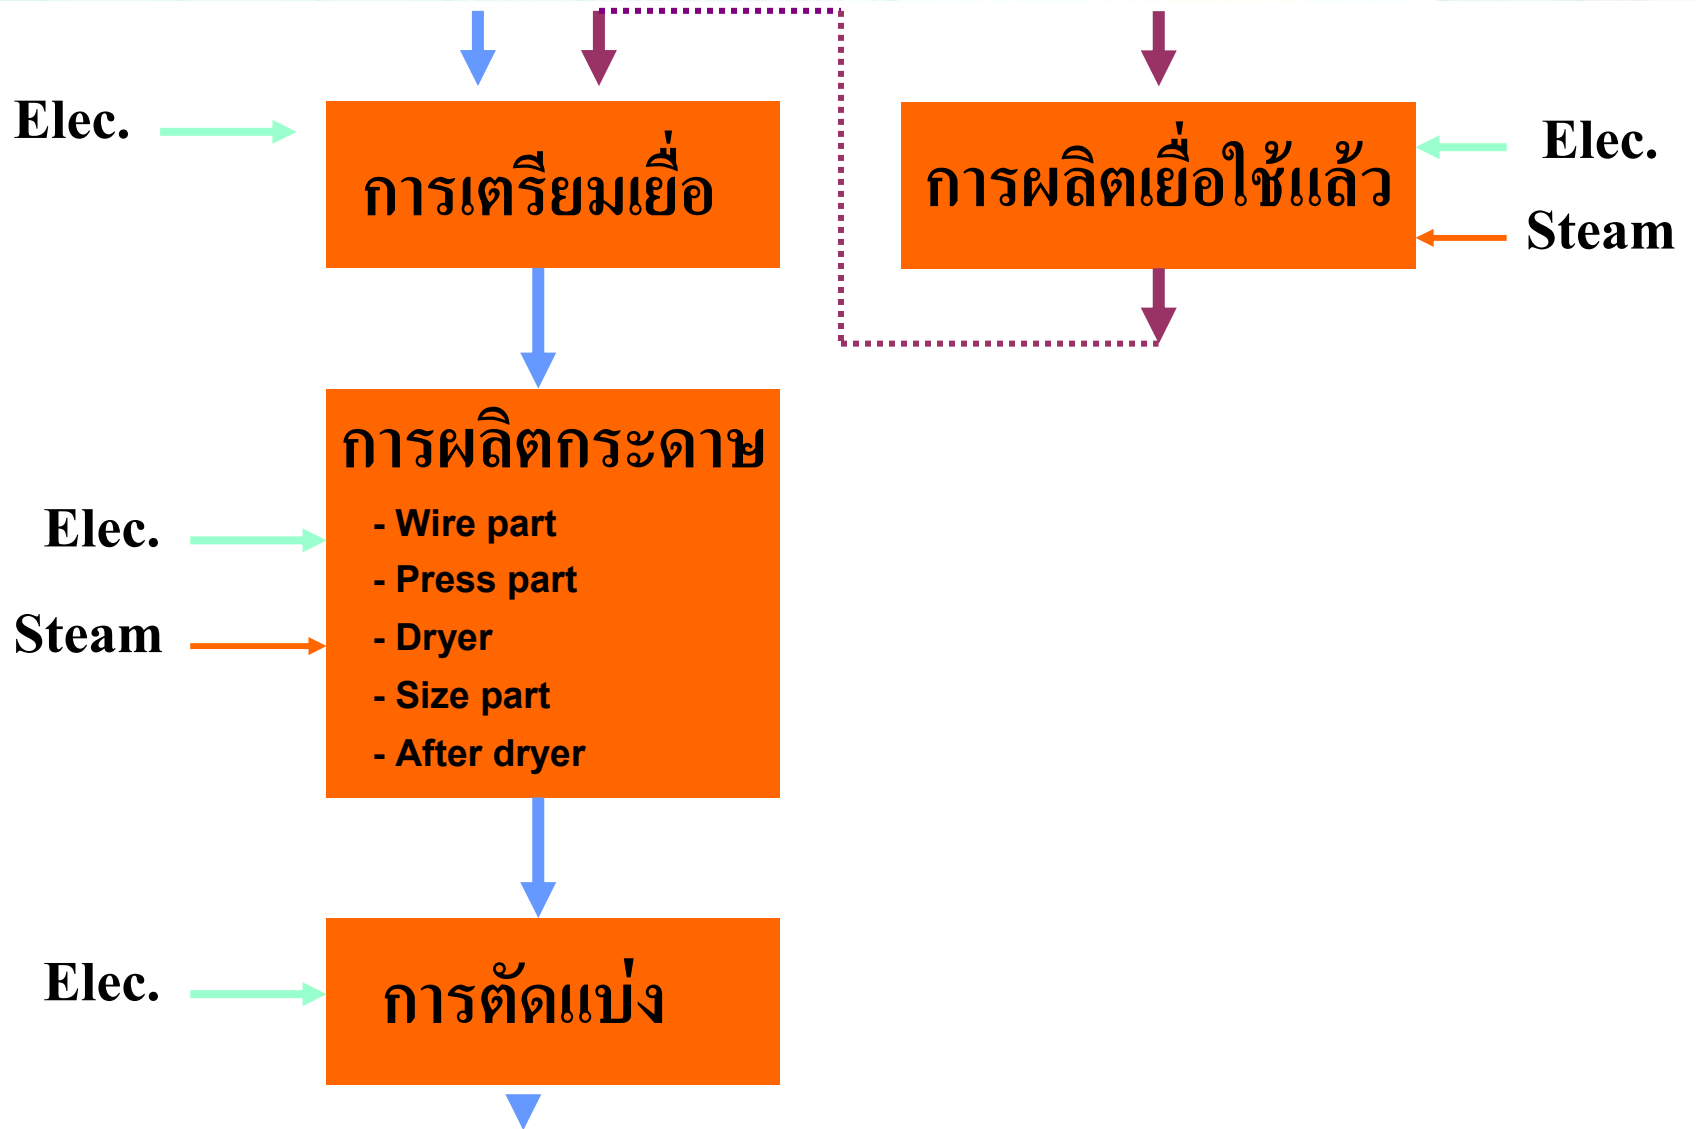 Elec.
การเตรียมเยื่อ
การผลิตเยื่อใช้แล้ว
Elec.
Steam
การผลิตกระดาษ
- Wire part
- Press part
- Dryer
- Size part
- After dryer
Elec.
Steam
Elec.
การตัดแบ่ง